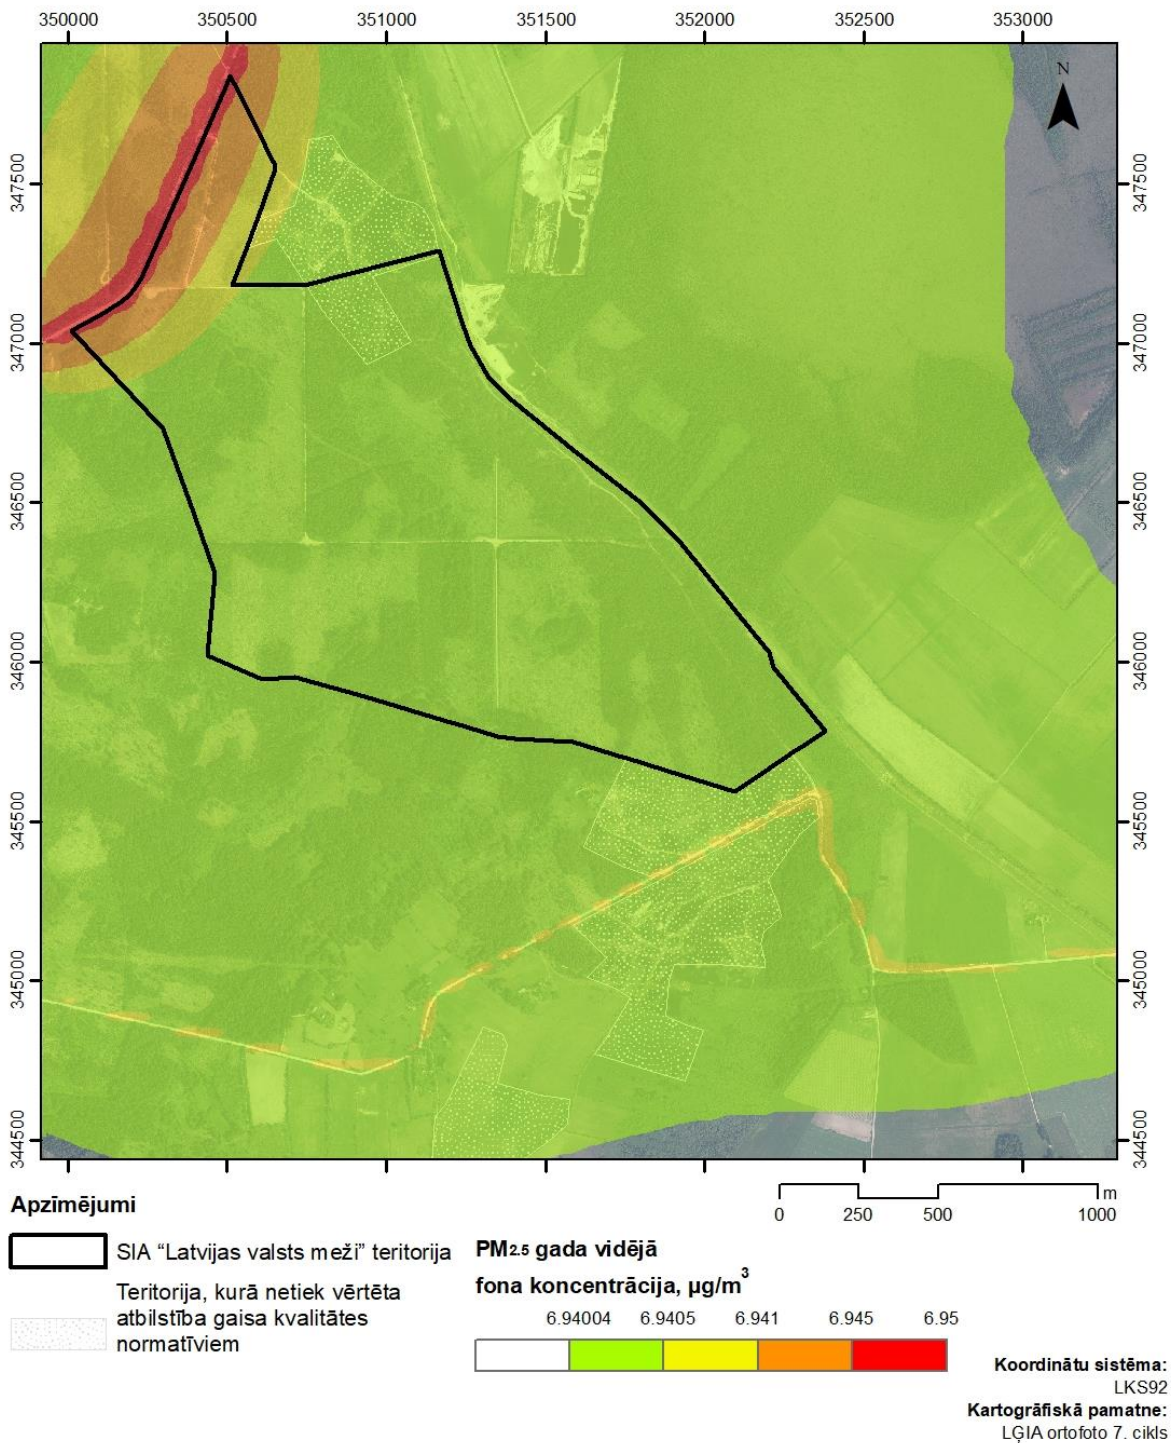 350000 350500 351000 351500 352000 352500 353000
N
347500 347500
347000 347000
346500 346500
346000 346000
345500 345500
345000 345000
344500 344500
Apzīmējumi
SIA “Latvijas valsts meži” teritorija
Teritorija, kurā netiek vērtēta
atbilstība gaisa kvalitātes
normatīviem
m
0 250 500 1000
PM2.5 gada vidējā
fona koncentrācija, µg/m³
6.94004 6.9405 6.941 6.945 6.95
Koordinātu sistēma:
LKS92
Kartogrāfiskā pamatne:
LĢIA ortofoto 7. cikls